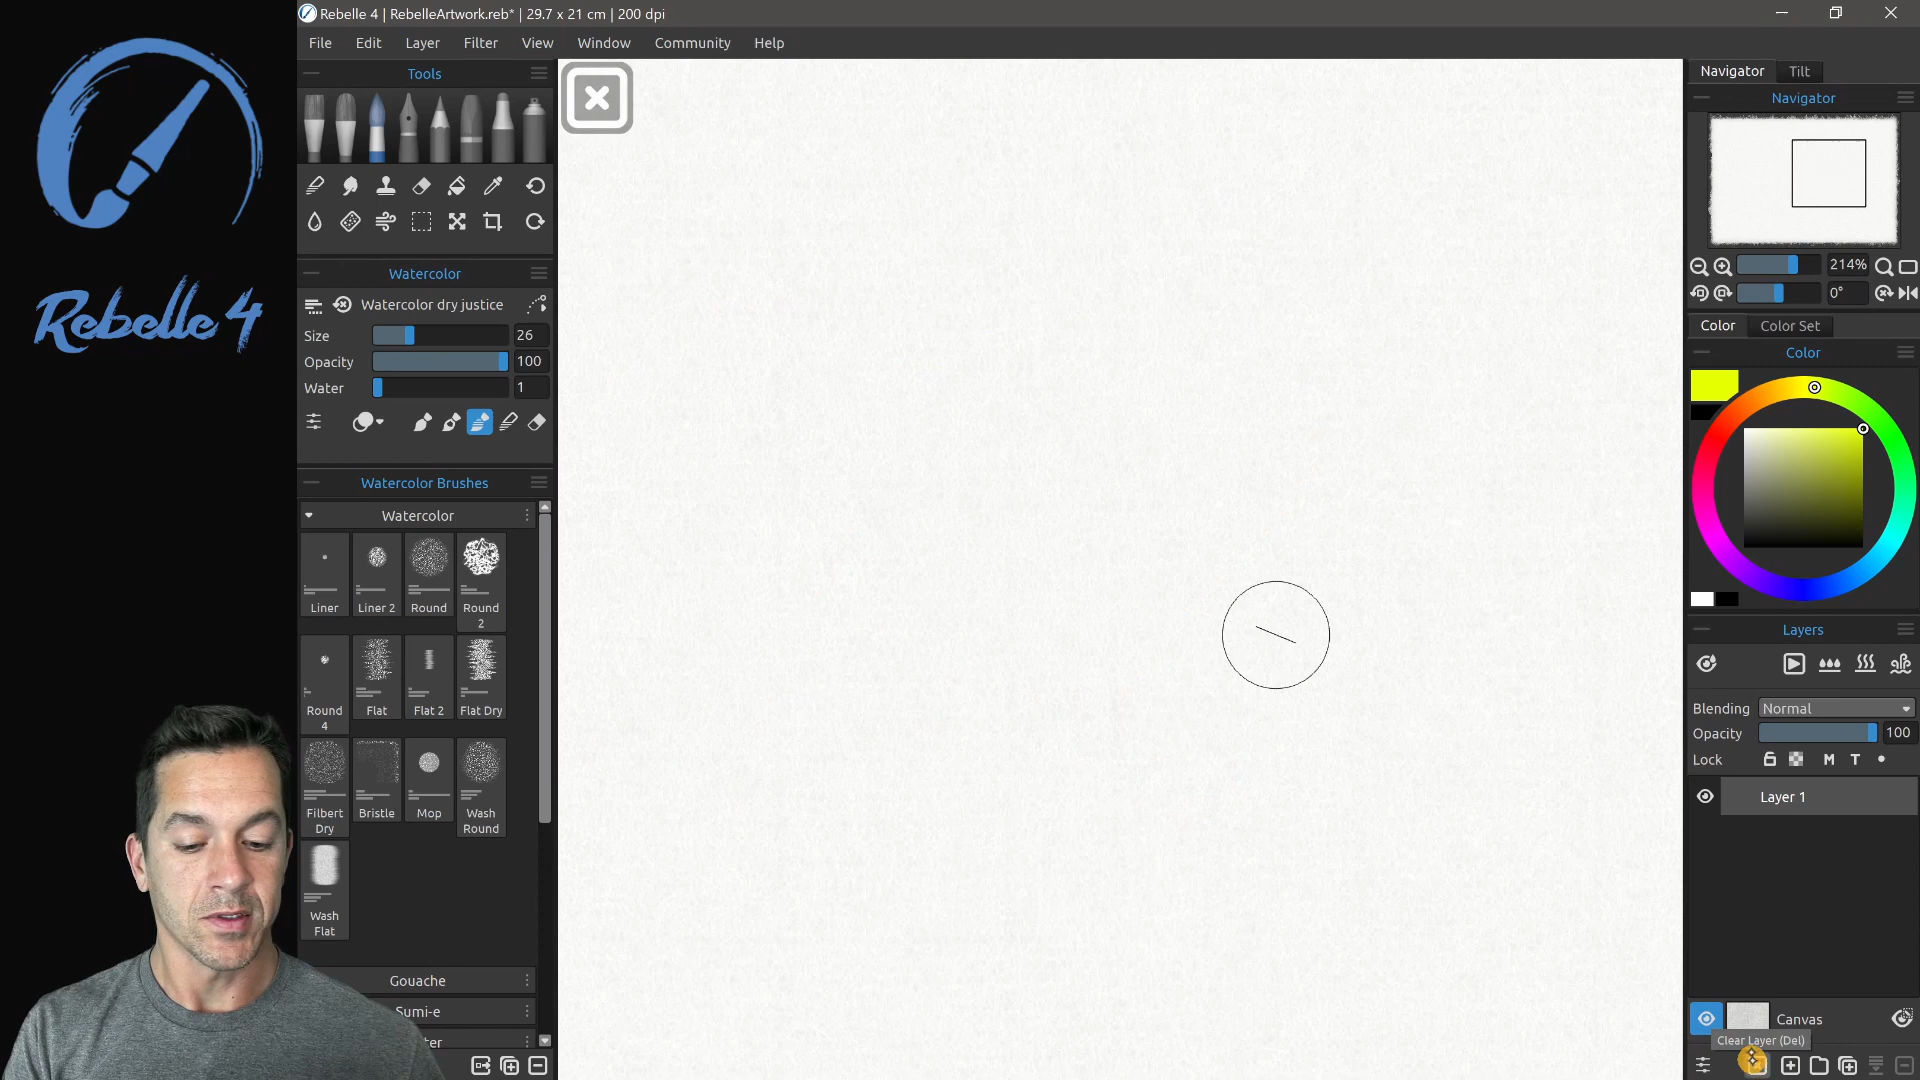 Rebelle 4 | RebelleArtwork.reb* | 29.7 x 21 cm | 200 dpi
File Edit Layer Filter View Window Community Help
Tools
Navigator Tilt
Navigator
214%
0°
Rebelle 4
Watercolor
Watercolor dry justice
Size 26
Opacity 100
Water 1
Color Color Set
Color
Watercolor Brushes
Watercolor
Liner
Liner 2
Round
Round 2
Round 4
Flat
Flat 2
Flat Dry
Filbert Dry
Bristle
Mop
Wash Round
Wash Flat
Gouache
Sumi-e
Layers
Blending Normal
Opacity 100
Lock M T
Layer 1
Canvas
Clear Layer (Del)